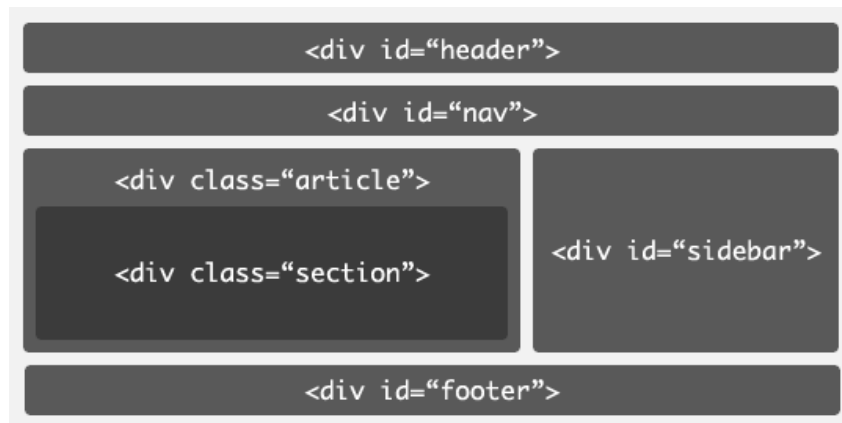 <div id=“header”>
<div id=“nav”>
<div class=“article”>
<div class=“section”>
<div id=“sidebar”>
<div id=“footer”>